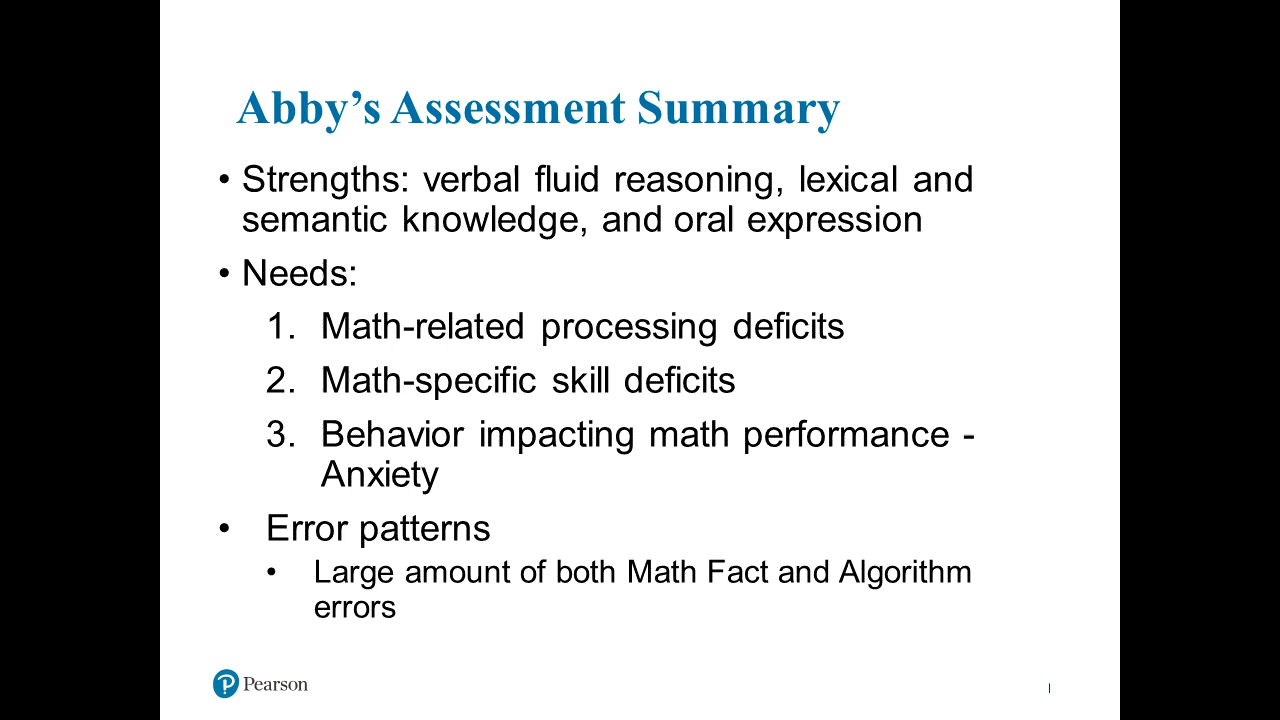 Abby’s Assessment Summary
• Strengths: verbal fluid reasoning, lexical and
semantic knowledge, and oral expression
• Needs:
1. Math-related processing deficits
2. Math-specific skill deficits
3. Behavior impacting math performance -
Anxiety
• Error patterns
• Large amount of both Math Fact and Algorithm
errors
Pearson